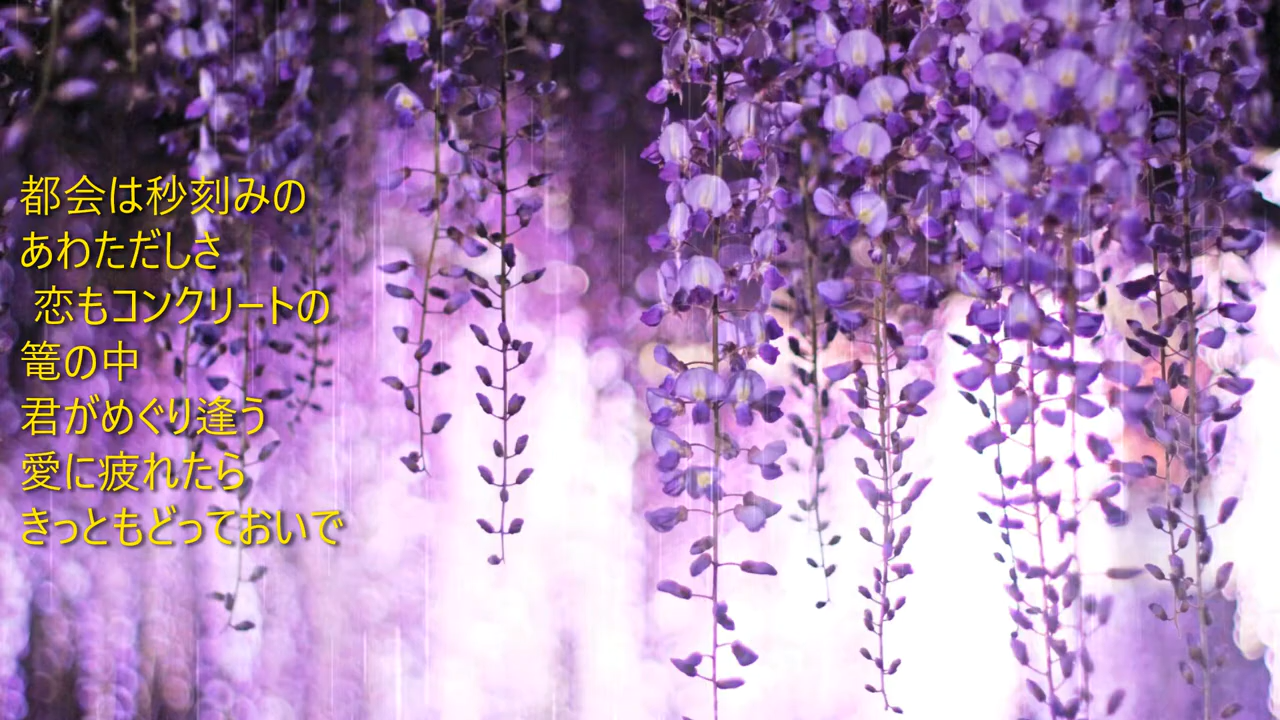 都会は秒刻みの
あわただしさ
恋もコンクリートの
篭の中
君がめぐり逢う
愛に疲れたら
きっともどっておいで